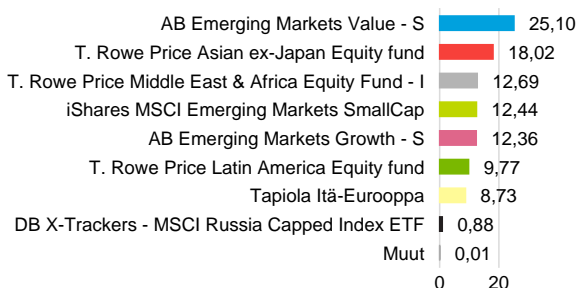 AB Emerging Markets Value - S 25,10
T. Rowe Price Asian ex-Japan Equity fund 18,02
T. Rowe Price Middle East & Africa Equity Fund - I 12,69
iShares MSCI Emerging Markets SmallCap 12,44
AB Emerging Markets Growth - S 12,36
T. Rowe Price Latin America Equity fund 9,77
Tapiola Itä-Eurooppa 8,73
DB X-Trackers - MSCI Russia Capped Index ETF 0,88
Muut 0,01
0 20